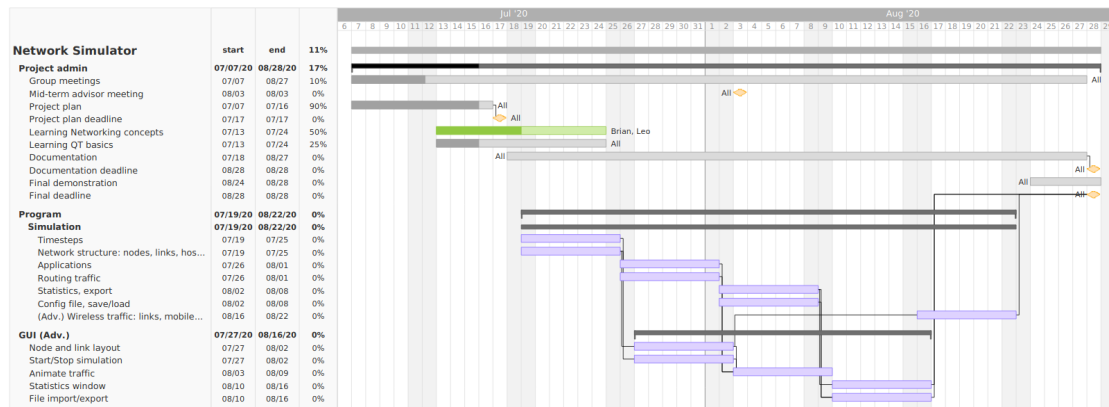 Jul '20 Aug '20
6 7 8 9 10 11 12 13 14 15 16 17 18 19 20 21 22 23 24 25 26 27 28 29 30 31 1 2 3 4 5 6 7 8 9 10 11 12 13 14 15 16 17 18 19 20 21 22 23 24 25 26 27 28 29
Network Simulator start end 11%
Project admin 07/07/20 08/28/20 17%
Group meetings 07/07 08/27 10% All
Mid-term advisor meeting 08/03 08/03 0% All
Project plan 07/07 07/16 90% All
Project plan deadline 07/17 07/17 0% All
Learning Networking concepts 07/13 07/24 50% Brian, Leo
Learning QT basics 07/13 07/24 25% All
Documentation 07/18 08/27 0% All
Documentation deadline 08/28 08/28 0% All
Final demonstration 08/24 08/28 0% All
Final deadline 08/28 08/28 0% All
Program 07/19/20 08/22/20 0%
Simulation 07/19/20 08/22/20 0%
Timesteps 07/19 07/25 0%
Network structure: nodes, links, hos... 07/19 07/25 0%
Applications 07/26 08/01 0%
Routing traffic 07/26 08/01 0%
Statistics, export 08/02 08/08 0%
Config file, save/load 08/02 08/08 0%
(Adv.) Wireless traffic: links, mobile... 08/16 08/22 0%
GUI (Adv.) 07/27/20 08/16/20 0%
Node and link layout 07/27 08/02 0%
Start/Stop simulation 07/27 08/02 0%
Animate traffic 08/03 08/09 0%
Statistics window 08/10 08/16 0%
File import/export 08/10 08/16 0%